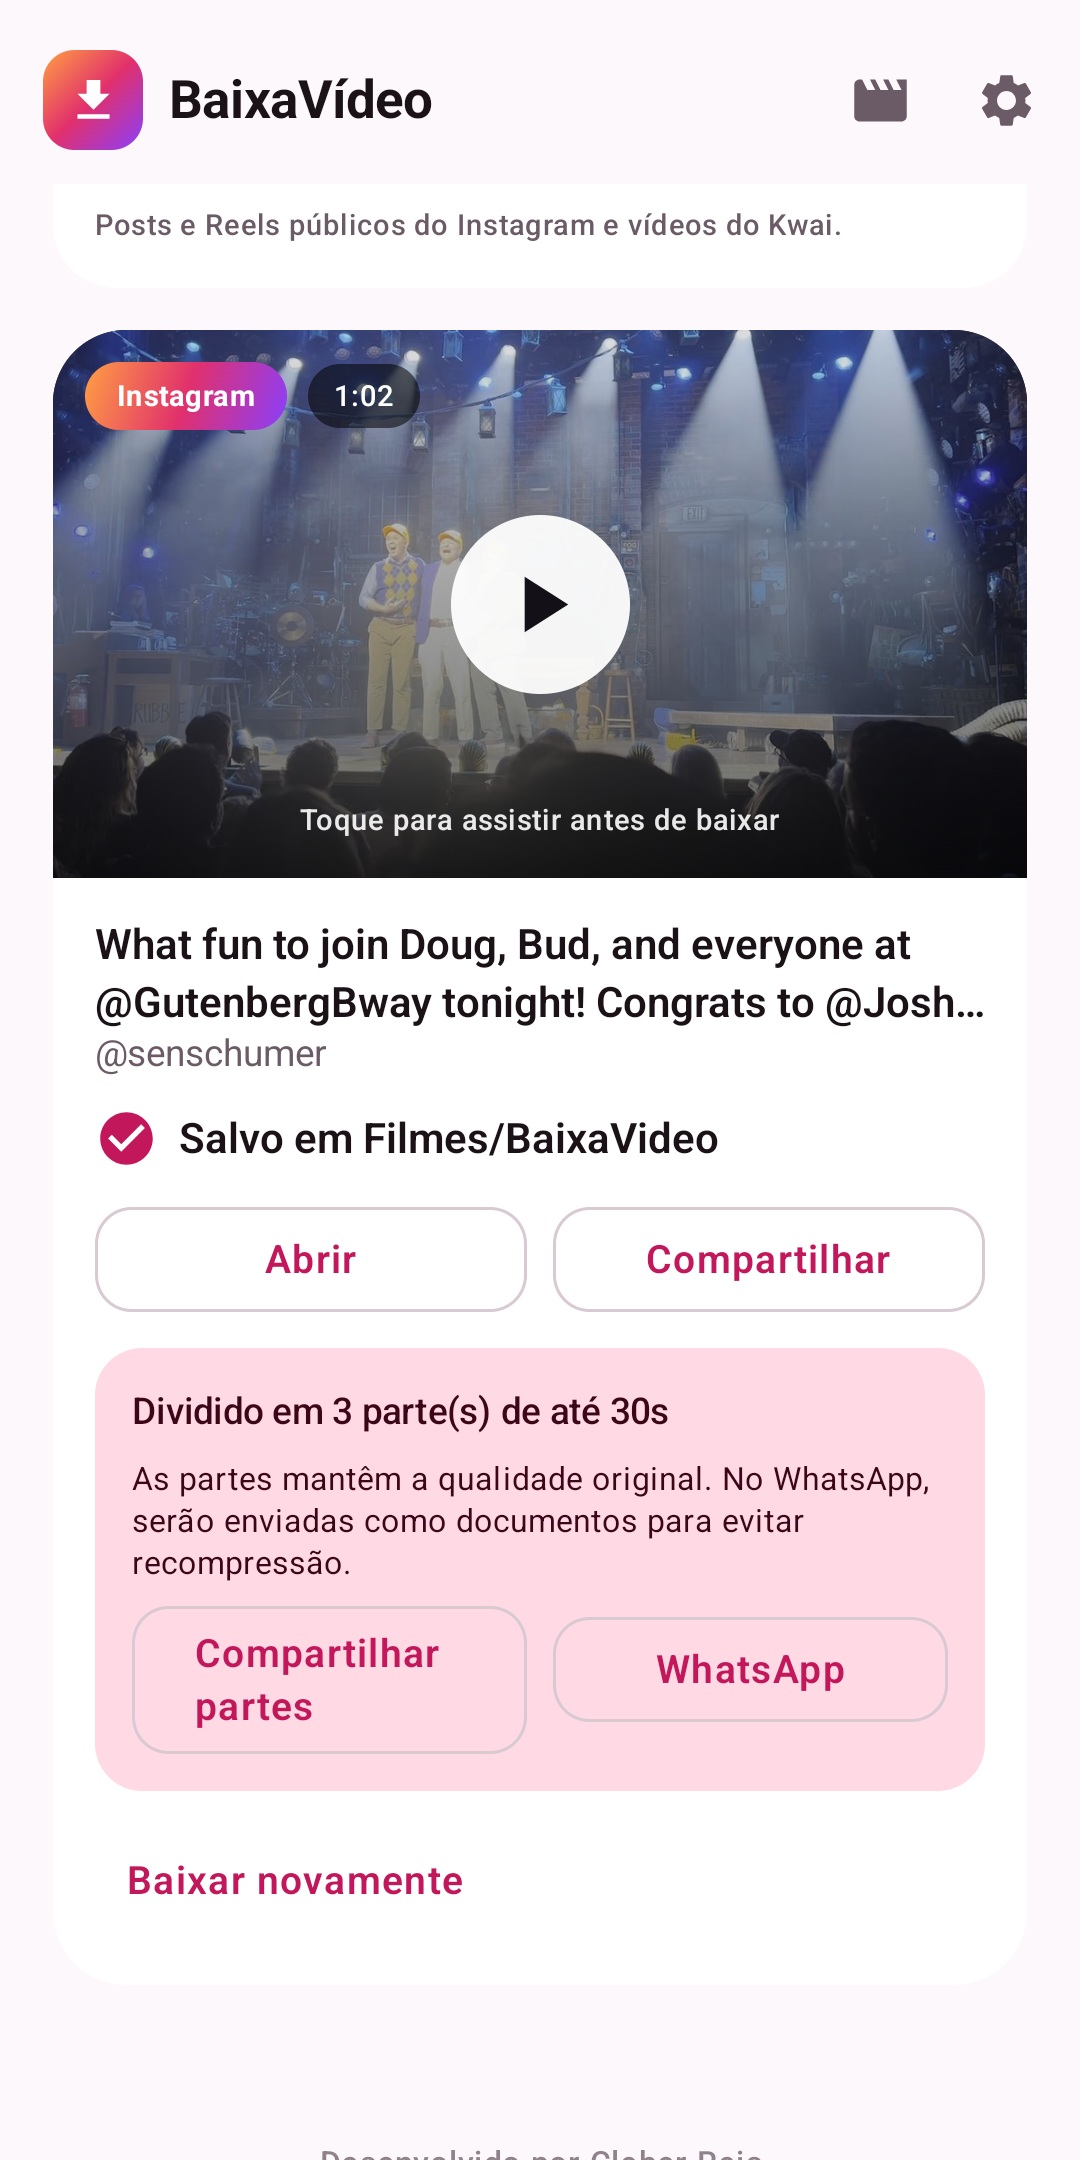 BaixaVídeo
Posts e Reels públicos do Instagram e vídeos do Kwai.
Instagram
1:02
Toque para assistir antes de baixar
What fun to join Doug, Bud, and everyone at
@GutenbergBway tonight! Congrats to @Josh...
@senschumer
Salvo em Filmes/BaixaVideo
Abrir
Compartilhar
Dividido em 3 parte(s) de até 30s
As partes mantêm a qualidade original. No WhatsApp,
serão enviadas como documentos para evitar
recompressão.
Compartilhar
partes
WhatsApp
Baixar novamente